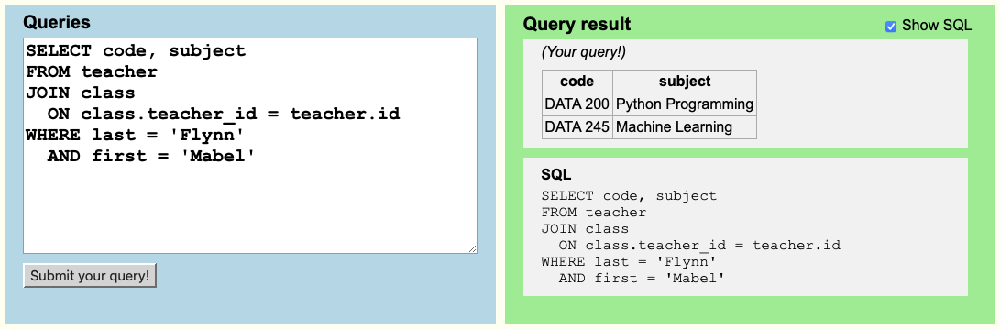 Queries
SELECT code, subject
FROM teacher
JOIN class
  ON class.teacher_id = teacher.id
WHERE last = 'Flynn'
  AND first = 'Mabel'
Submit your query!
Query result
Show SQL
(Your query!)
code subject
DATA 200 Python Programming
DATA 245 Machine Learning
SQL
SELECT code, subject
FROM teacher
JOIN class
  ON class.teacher_id = teacher.id
WHERE last = 'Flynn'
  AND first = 'Mabel'